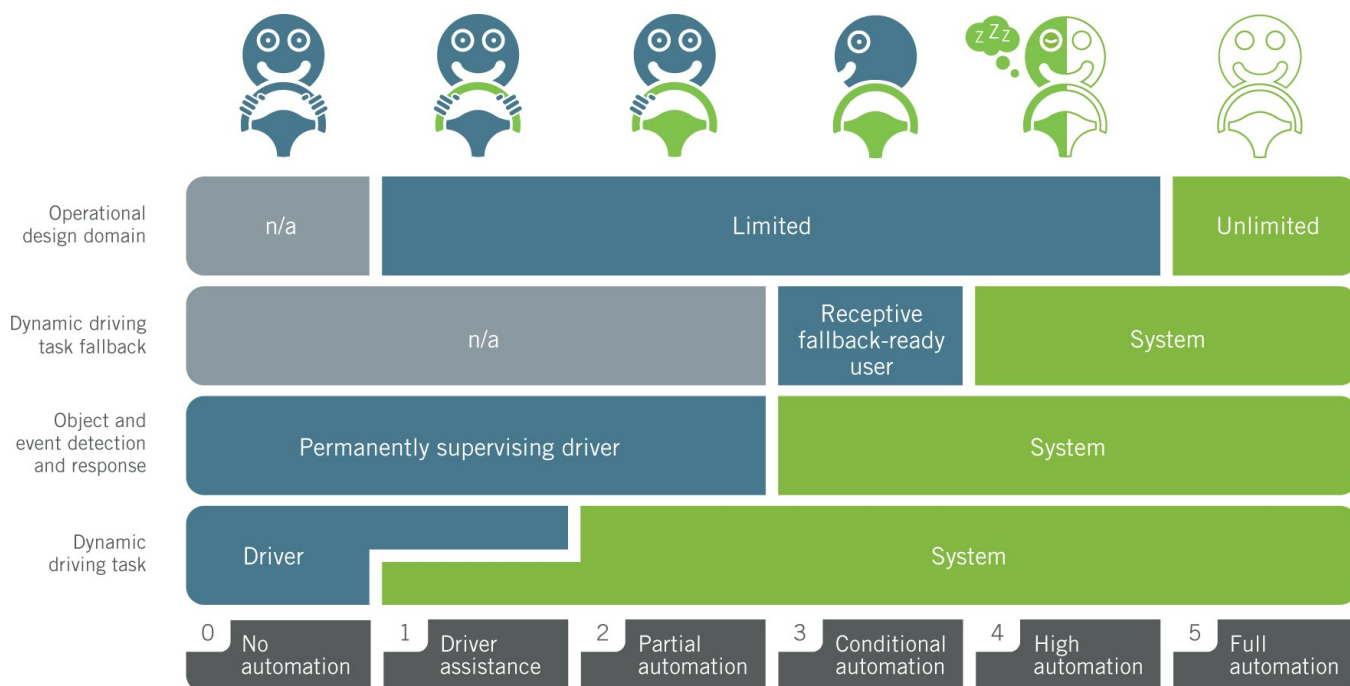 Z Z Z
Operational
design domain
n/a
Limited
Unlimited
Dynamic driving
task fallback
n/a
Receptive
fallback-ready
user
System
Object and
event detection
and response
Permanently supervising driver
System
Dynamic
driving task
Driver
System
0 No
automation
1 Driver
assistance
2 Partial
automation
3 Conditional
automation
4 High
automation
5 Full
automation